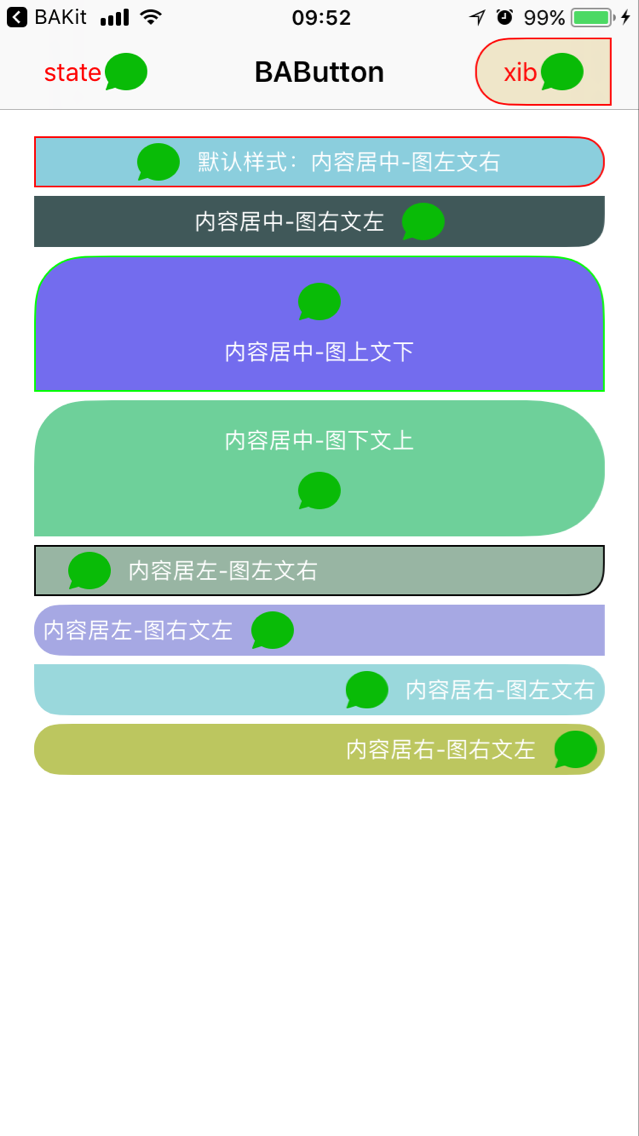 BAKit 09:52 99%
state BAButton xib
默认样式：内容居中-图左文右
内容居中-图右文左
内容居中-图上文下
内容居中-图下文上
内容居左-图左文右
内容居左-图右文左
内容居右-图左文右
内容居右-图右文左